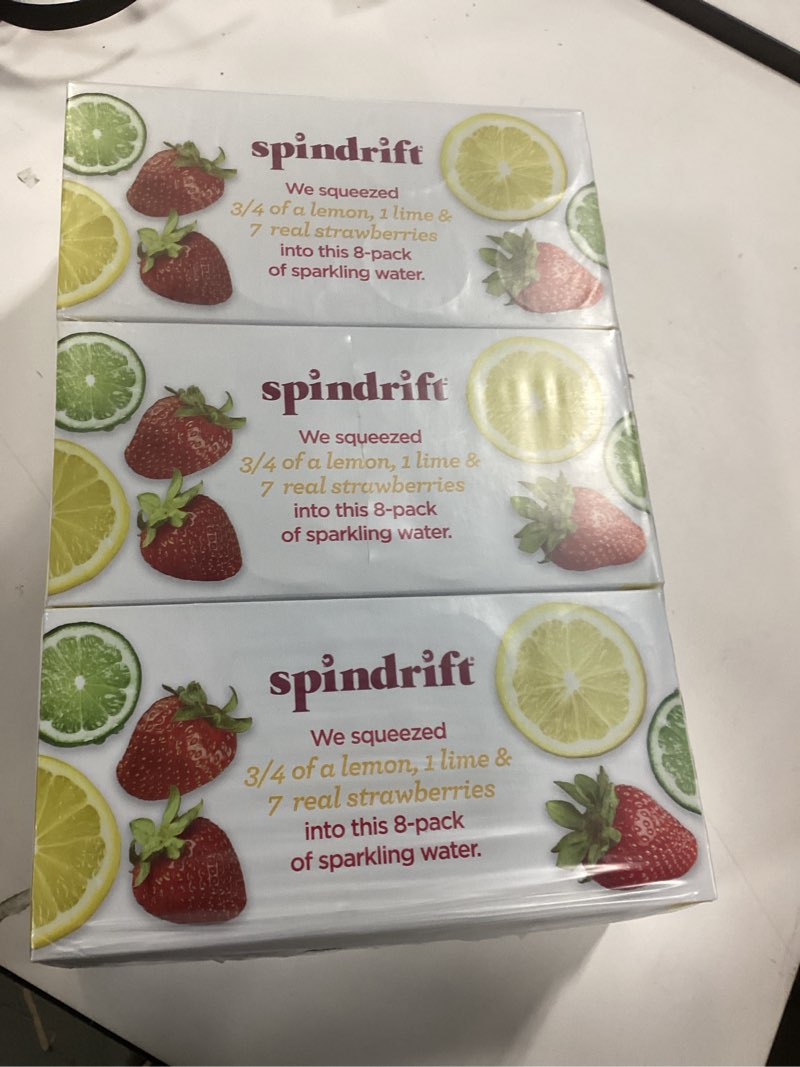 spindrift
We squeezed
3/4 of a lemon, 1 lime &
7 real strawberries
into this 8-pack
of sparkling water.
spindrift
We squeezed
3/4 of a lemon, 1 lime &
7 real strawberries
into this 8-pack
of sparkling water.
spindrift
We squeezed
3/4 of a lemon, 1 lime &
7 real strawberries
into this 8-pack
of sparkling water.